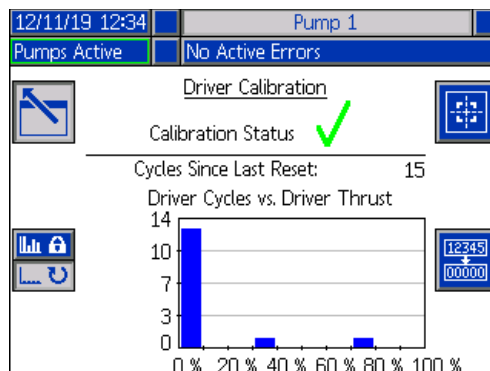 12/11/19 12:34 Pump 1
Pumps Active No Active Errors
Driver Calibration
Calibration Status
Cycles Since Last Reset: 15
Driver Cycles vs. Driver Thrust
14
10
7
3
0
0 % 20 % 40 % 60 % 80 % 100 %
12345
00000